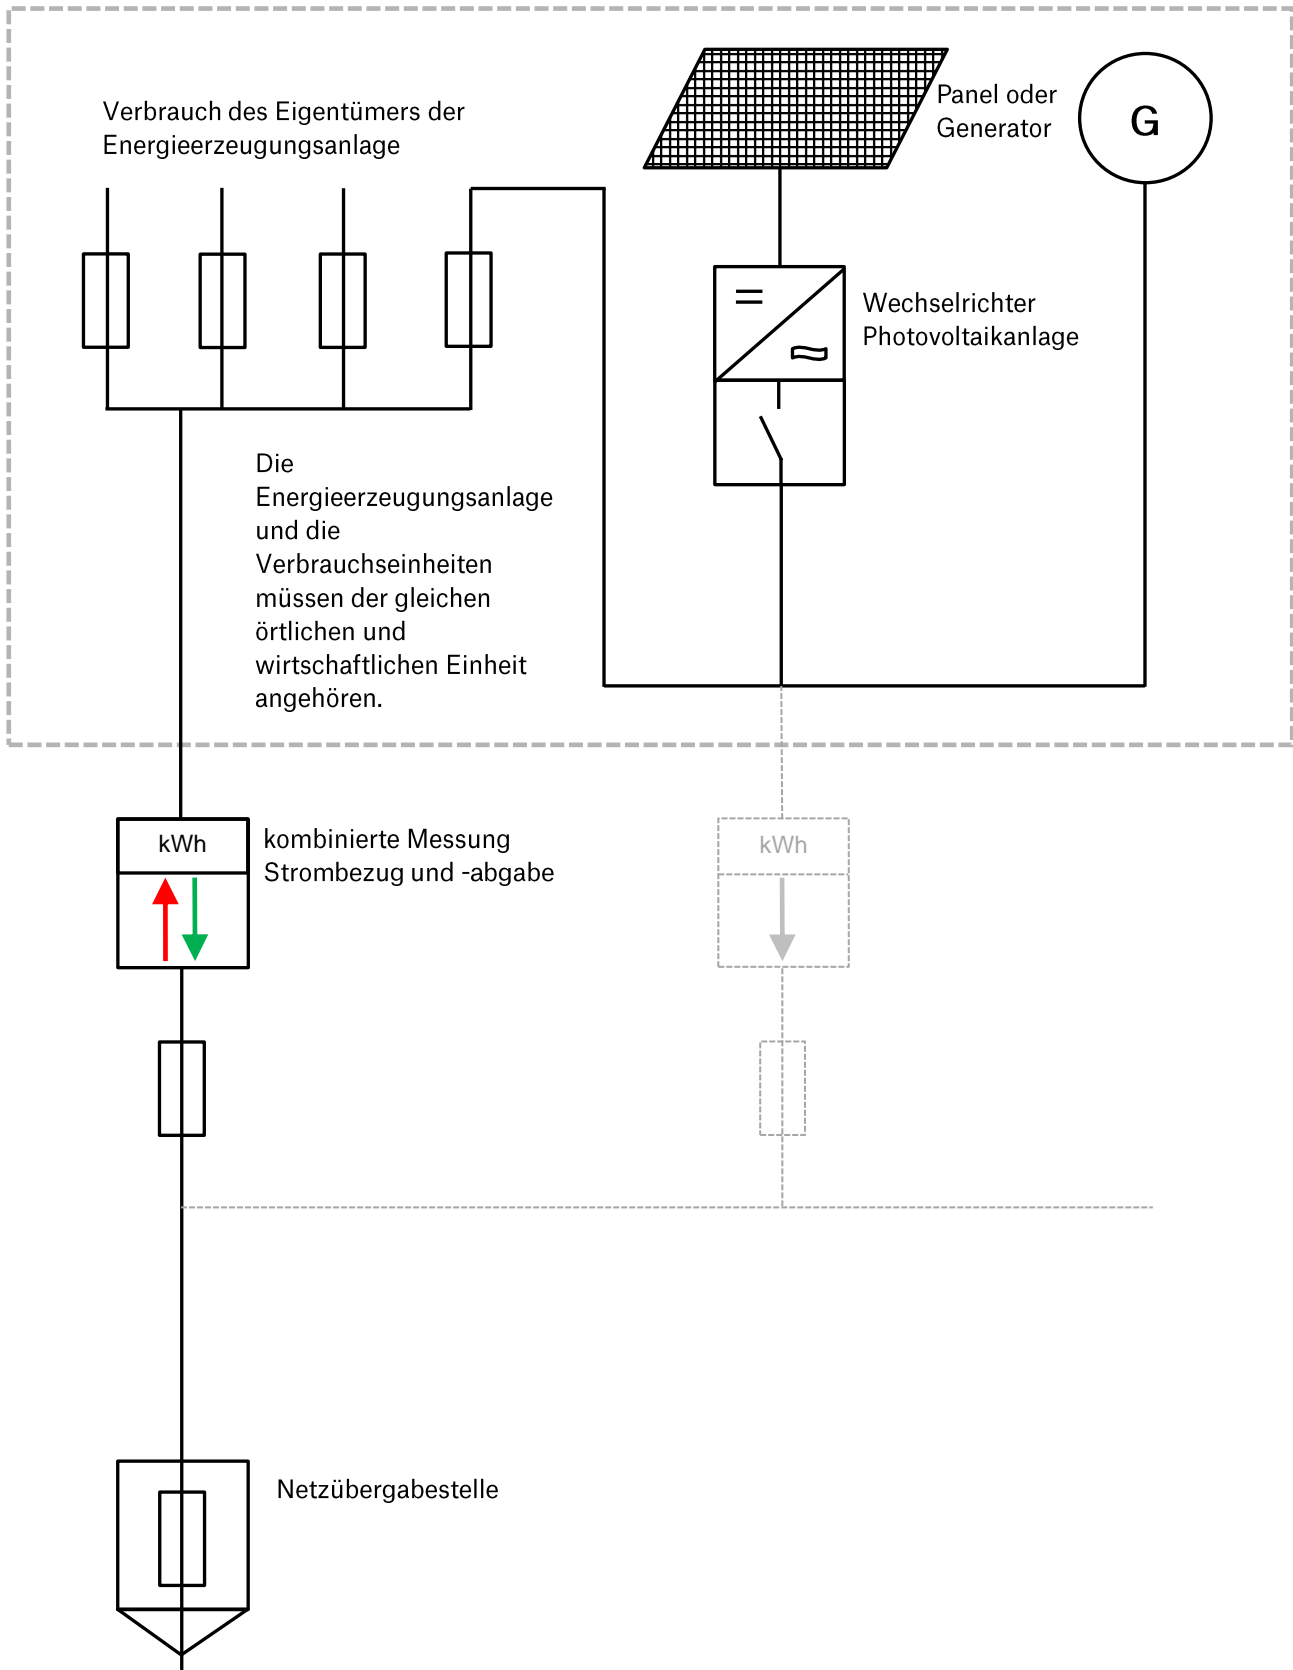 Verbrauch des Eigentümers der
Energieerzeugungsanlage
Panel oder
Generator
G
Wechselrichter
Photovoltaikanlage
Die
Energieerzeugungsanlage
und die
Verbrauchseinheiten
müssen der gleichen
örtlichen und
wirtschaftlichen Einheit
angehören.
kWh
kombinierte Messung
Strombezug und -abgabe
kWh
Netzübergabestelle